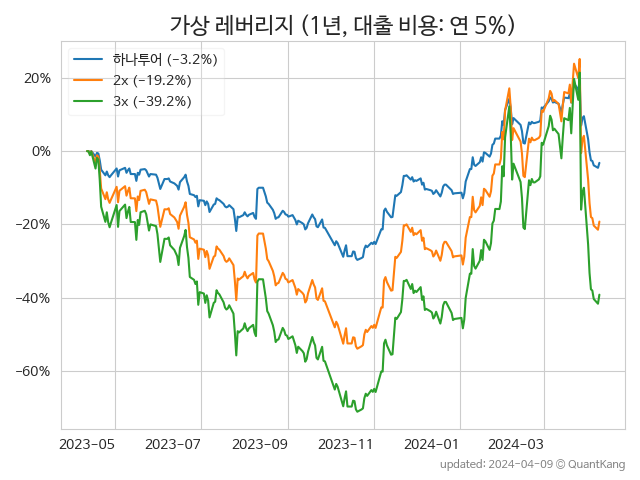 가상 레버리지 (1년, 대출 비용: 연 5%)
하나투어 (−3.2%)
2x (−19.2%)
3x (−39.2%)
20%
0%
−20%
−40%
−60%
2023−05 2023−07 2023−09 2023−11 2024−01 2024−03
updated: 2024-04-09 © QuantKang